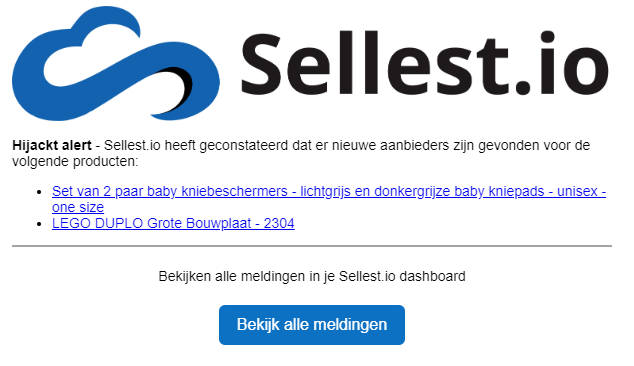 Sellest.io
Hijackt alert - Sellest.io heeft geconstateerd dat er nieuwe aanbieders zijn gevonden voor de
volgende producten:
Set van 2 paar baby kniebeschermers - lichtgrijs en donkergrijze baby kniepads - unisex -
one size
LEGO DUPLO Grote Bouwplaat - 2304
Bekijken alle meldingen in je Sellest.io dashboard
Bekijk alle meldingen